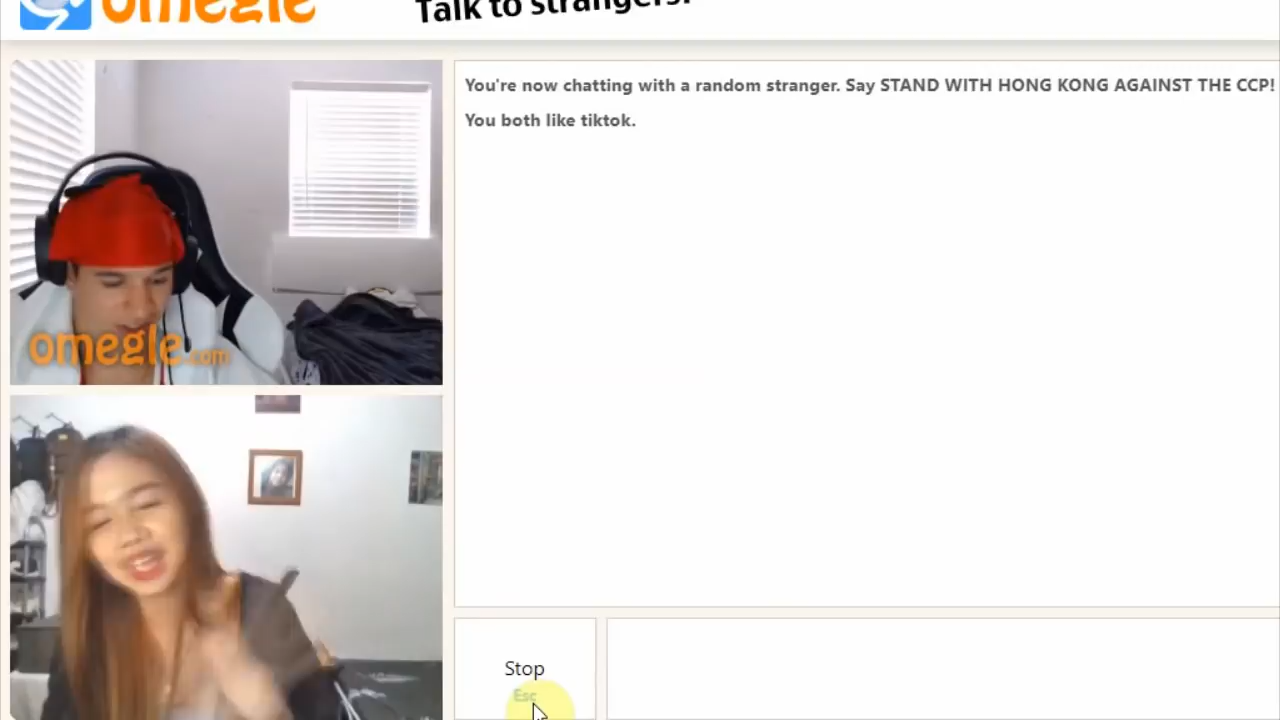 omegle
Talk to strangers!
You're now chatting with a random stranger. Say STAND WITH HONG KONG AGAINST THE CCP!
You both like tiktok.
omegle.com
Stop
Esc